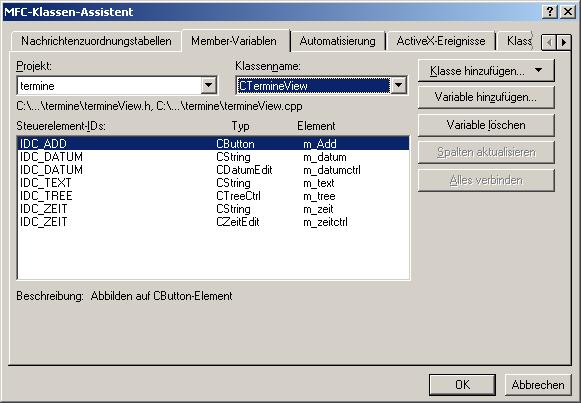 MFC-Klassen-Assistent
Nachrichtenzuordnungstabellen Member-Variablen Automatisierung ActiveX-Ereignisse Klass
Projekt: Klassenname:
termine CTermineView Klasse hinzufügen...
C:\...\termine\termineView.h, C:\...\termine\termineView.cpp Variable hinzufügen...
Steuerelement-IDs: Typ Element Variable löschen
IDC_ADD CButton m_Add
IDC_DATUM CString m_datum Spalten aktualisieren
IDC_DATUM CDatumEdit m_datumctrl
IDC_TEXT CString m_text Alles verbinden
IDC_TREE CTreeCtrl m_tree
IDC_ZEIT CString m_zeit
IDC_ZEIT CZeitEdit m_zeitctrl
Beschreibung: Abbilden auf CButton-Element
OK Abbrechen